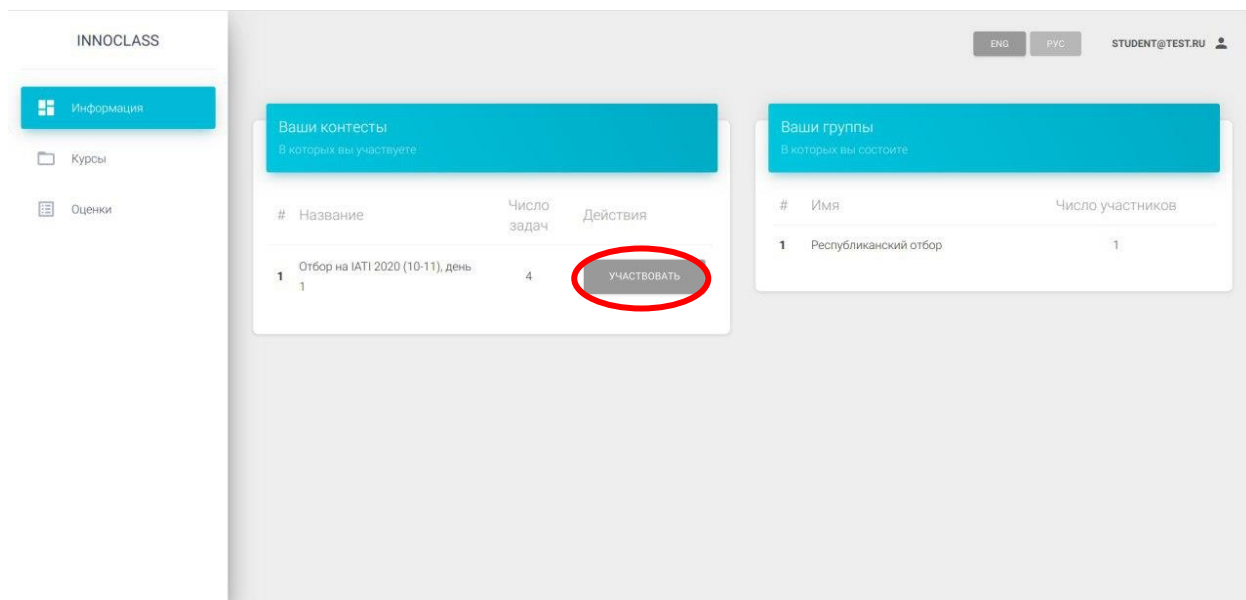 INNOCLASS
ENG
РУС
STUDENT@TEST.RU
Информация
Курсы
Оценки
Ваши контесты
В которых вы участвуете
# Название Число задач Действия
1 Отбор на IATI 2020 (10-11), день 1 4 УЧАСТВОВАТЬ
Ваши группы
В которых вы состоите
# Имя Число участников
1 Республиканский отбор 1